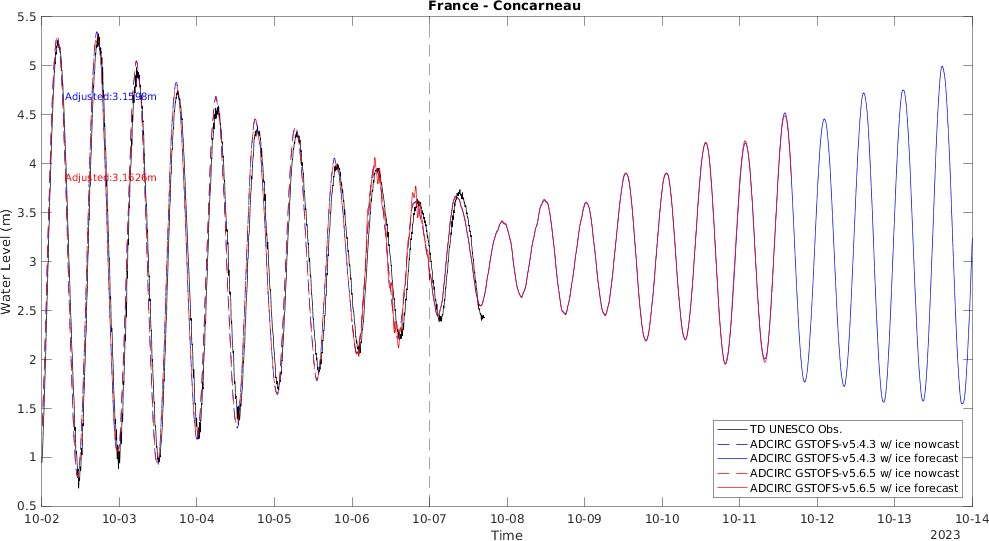 France - Concarneau
5.5
5
4.5
4
3.5
3
2.5
2
1.5
1
0.5
Water Level (m)
Adjusted:3.1598m
Adjusted:3.1626m
TD UNESCO Obs.
ADCIRC GSTOFS-v5.4.3 w/ ice nowcast
ADCIRC GSTOFS-v5.4.3 w/ ice forecast
ADCIRC GSTOFS-v5.6.5 w/ ice nowcast
ADCIRC GSTOFS-v5.6.5 w/ ice forecast
10-02 10-03 10-04 10-05 10-06 10-07 10-08 10-09 10-10 10-11 10-12 10-13 10-14
Time
2023